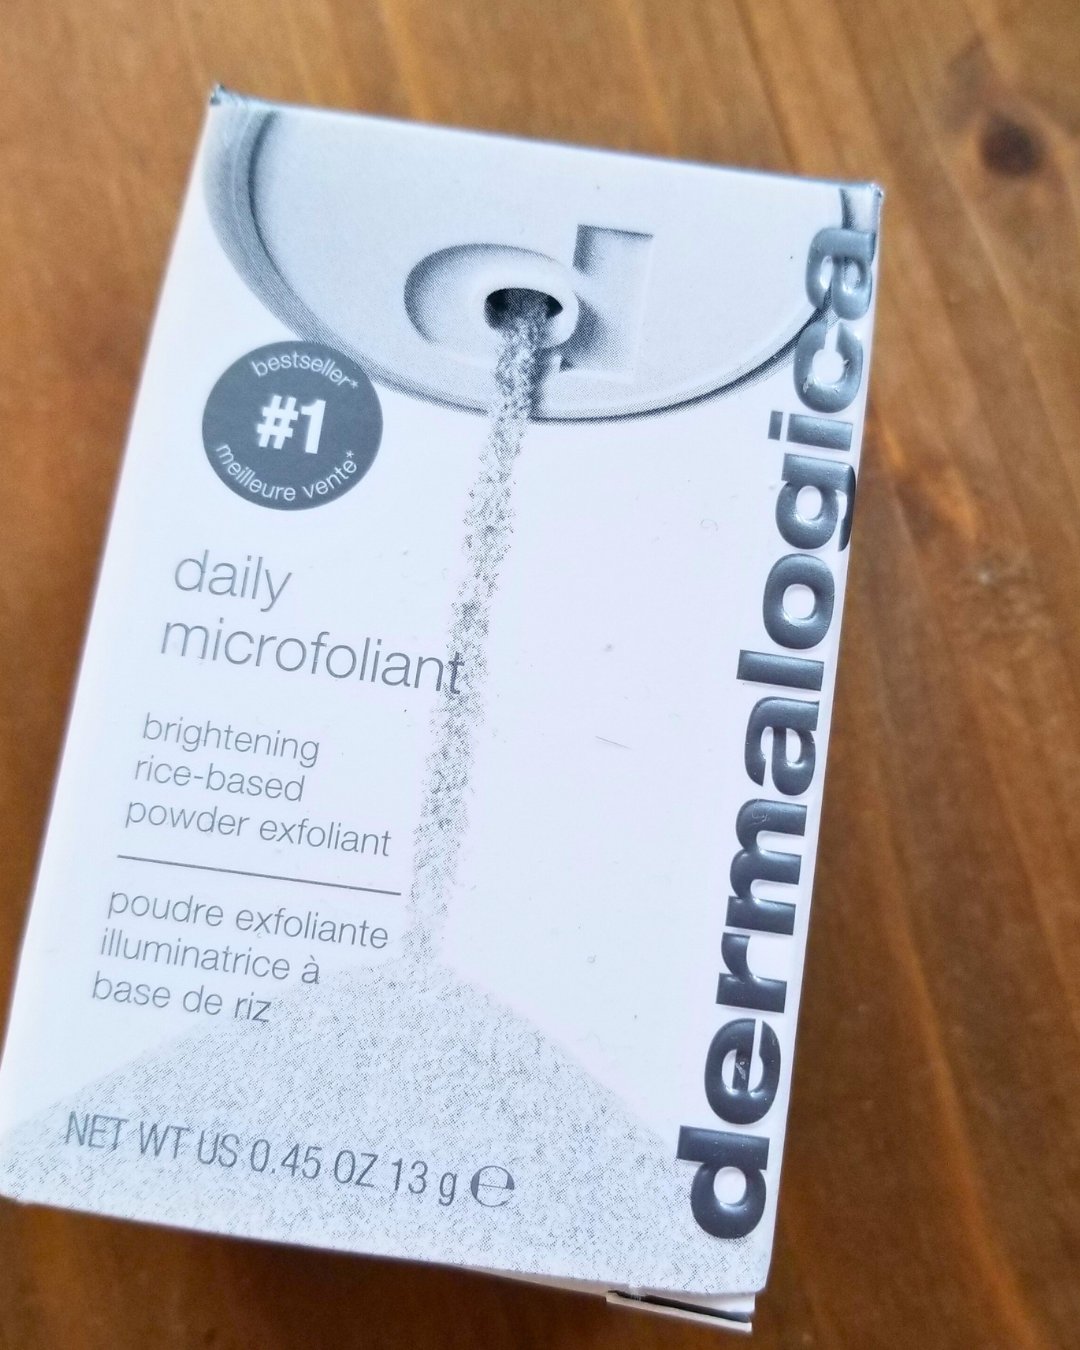 bestseller*
#1
meilleure vente*
daily
microfoliant
brightening
rice-based
powder exfoliant
poudre exfoliante
illuminatrice à
base de riz
NET WT US 0.45 OZ 13 g ℮
dermalogica